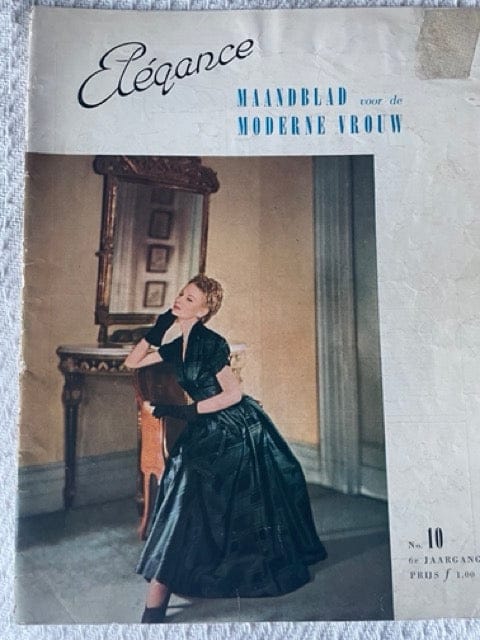 Elégance
MAANDBLAD voor de
MODERNE VROUW
No. 10
6e JAARGANG
PRIJS f 1,00